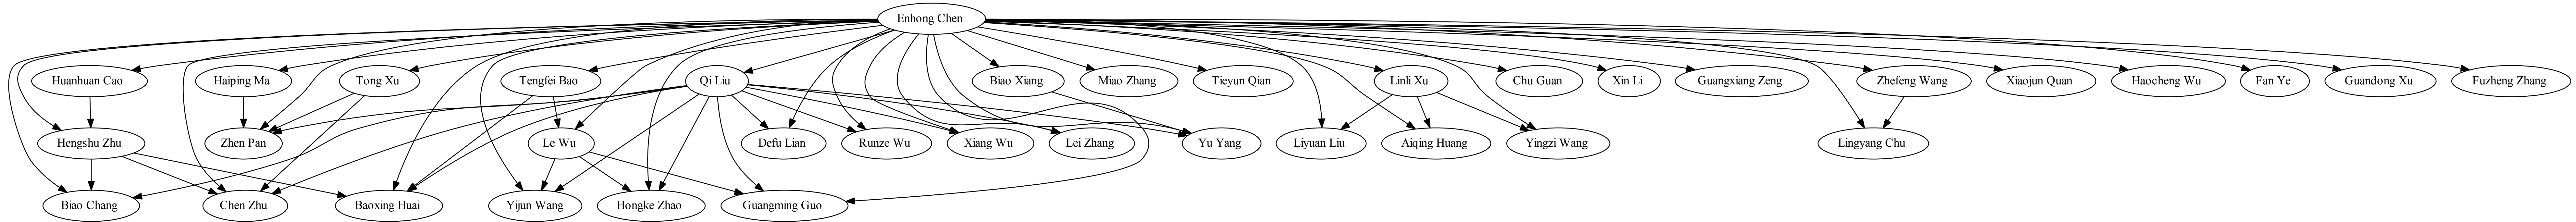 Enhong Chen
Huanhuan Cao
Haiping Ma
Tong Xu
Tengfei Bao
Qi Liu
Biao Xiang
Miao Zhang
Tieyun Qian
Linli Xu
Chu Guan
Xin Li
Guangxiang Zeng
Zhefeng Wang
Xiaojun Quan
Haocheng Wu
Fan Ye
Guandong Xu
Fuzheng Zhang
Hengshu Zhu
Zhen Pan
Le Wu
Defu Lian
Runze Wu
Xiang Wu
Lei Zhang
Yu Yang
Liyuan Liu
Aiqing Huang
Yingzi Wang
Lingyang Chu
Biao Chang
Chen Zhu
Baoxing Huai
Yijun Wang
Hongke Zhao
Guangming Guo